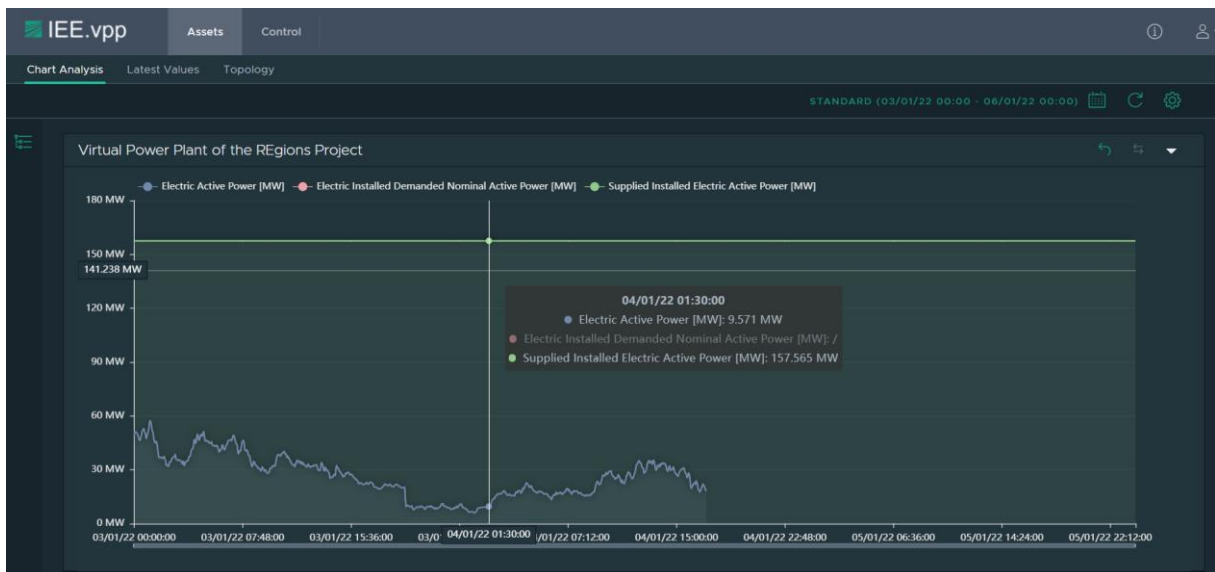 IEE.vpp Assets Control
Chart Analysis Latest Values Topology
STANDARD (03/01/22 00:00 - 06/01/22 00:00)
Virtual Power Plant of the REgions Project
Electric Active Power [MW] Electric Installed Demanded Nominal Active Power [MW] Supplied Installed Electric Active Power [MW]
180 MW
150 MW
141.238 MW
120 MW
04/01/22 01:30:00
Electric Active Power [MW]: 9.571 MW
Electric Installed Demanded Nominal Active Power [MW]: /
Supplied Installed Electric Active Power [MW]: 157.565 MW
90 MW
60 MW
30 MW
0 MW
03/01/22 00:00:00 03/01/22 07:48:00 03/01/22 15:36:00 03/0 04/01/22 01:30:00 /01/22 07:12:00 04/01/22 15:00:00 04/01/22 22:48:00 05/01/22 06:36:00 05/01/22 14:24:00 05/01/22 22:12:00